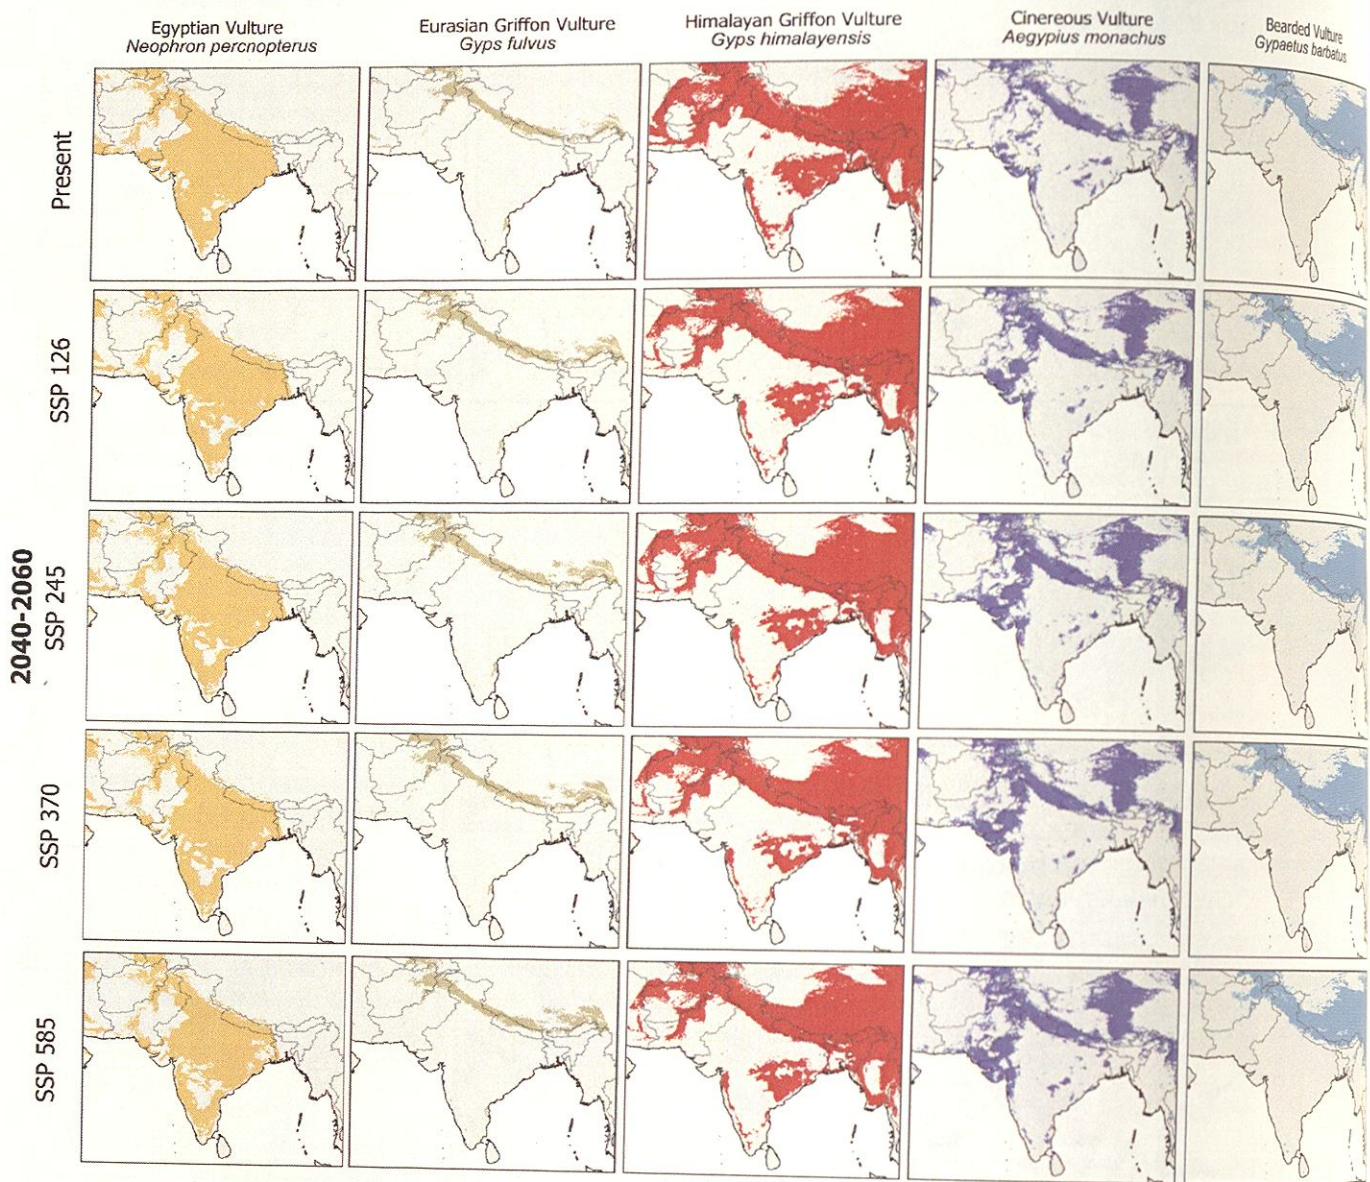 Egyptian Vulture
Neophron percnopterus
Eurasian Griffon Vulture
Gyps fulvus
Himalayan Griffon Vulture
Gyps himalayensis
Cinereous Vulture
Aegypius monachus
Bearded Vulture
Gypaetus barbatus
Present
SSP 126
2040-2060
SSP 245
SSP 370
SSP 585